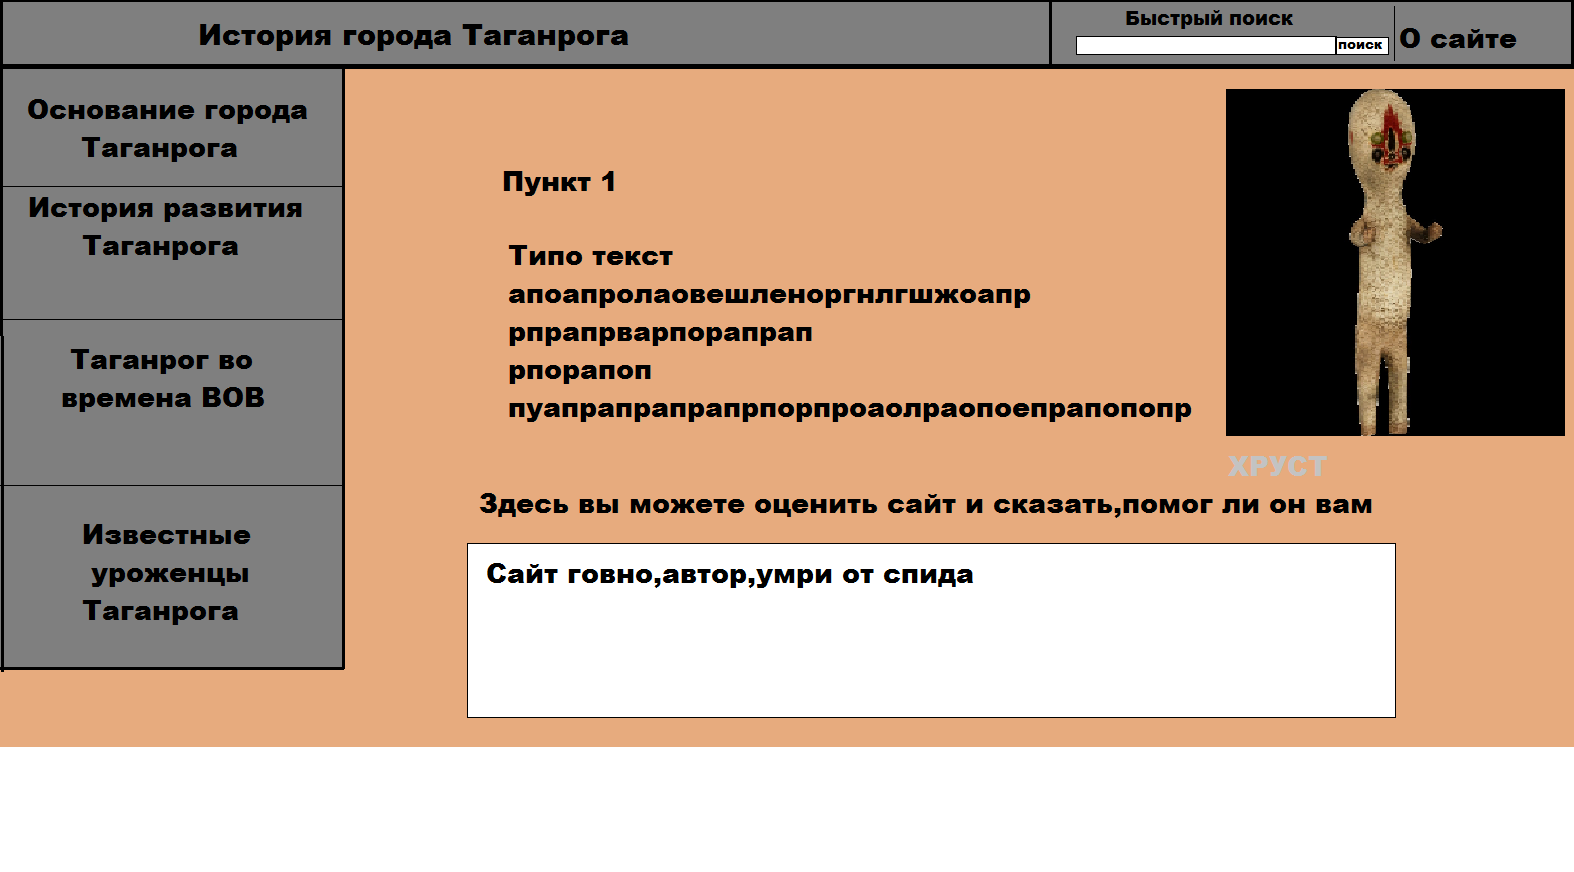 История города Таганрога
Быстрый поиск
поиск
О сайте
Основание города
Таганрога
История развития
Таганрога
Таганрог во
времена ВОВ
Известные
уроженцы
Таганрога
Пункт 1
Типо текст
апоапролаовешленоргнлгшжоапр
рпрапрварпорапрап
рпорапоп
пуапрапрапрапрпорпроаолраопоепрапопопр
ХРУСТ
Здесь вы можете оценить сайт и сказать,помог ли он вам
Сайт говно,автор,умри от спида